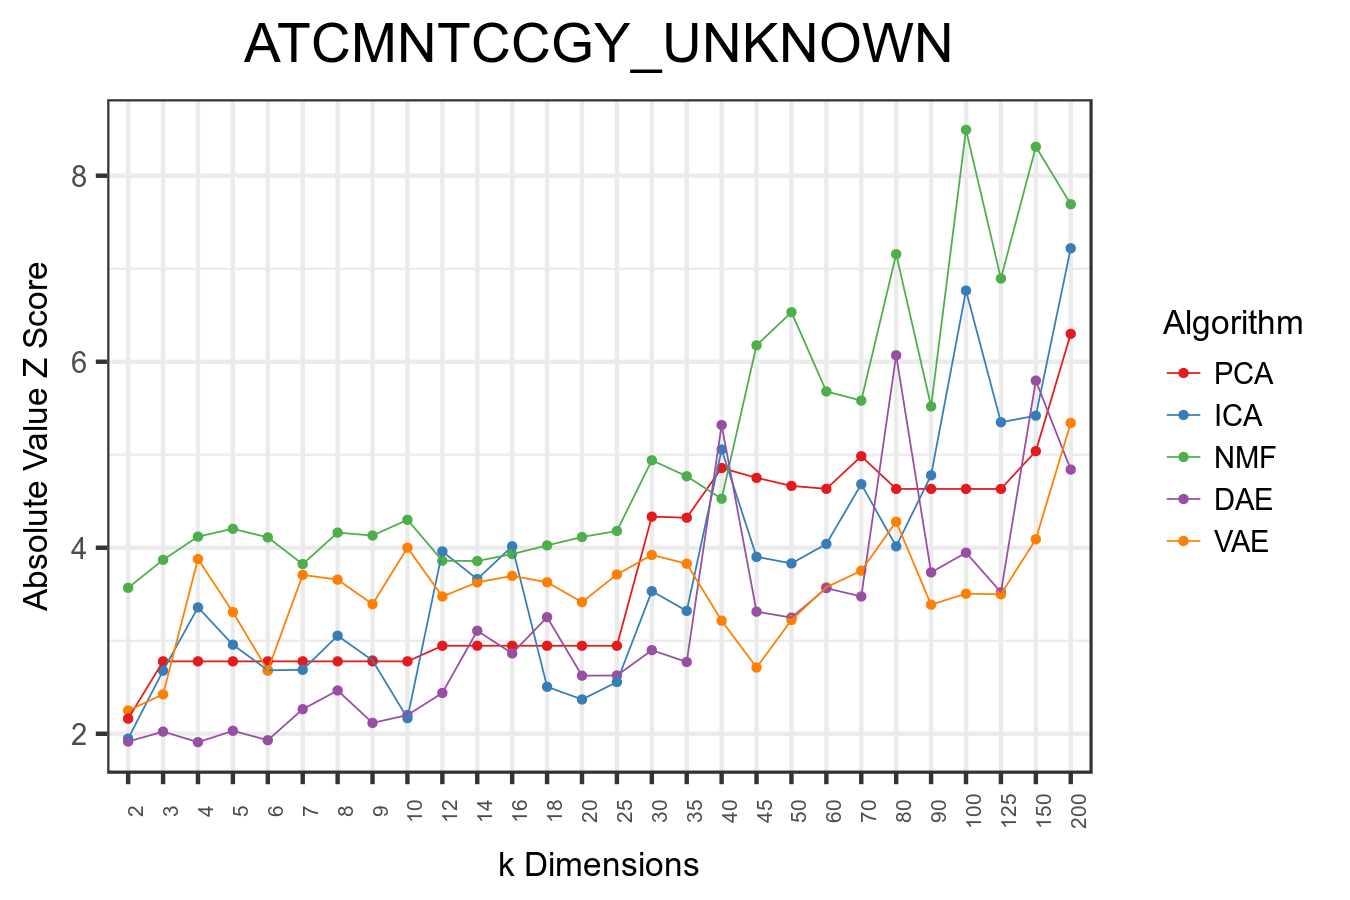 ATCMNTCCGY_UNKNOWN
Absolute Value Z Score
8
6
4
2
2 3 4 5 6 7 8 9 10 12 14 16 18 20 25 30 35 40 45 50 60 70 80 90 100 125 150 200
k Dimensions
Algorithm
PCA
ICA
NMF
DAE
VAE